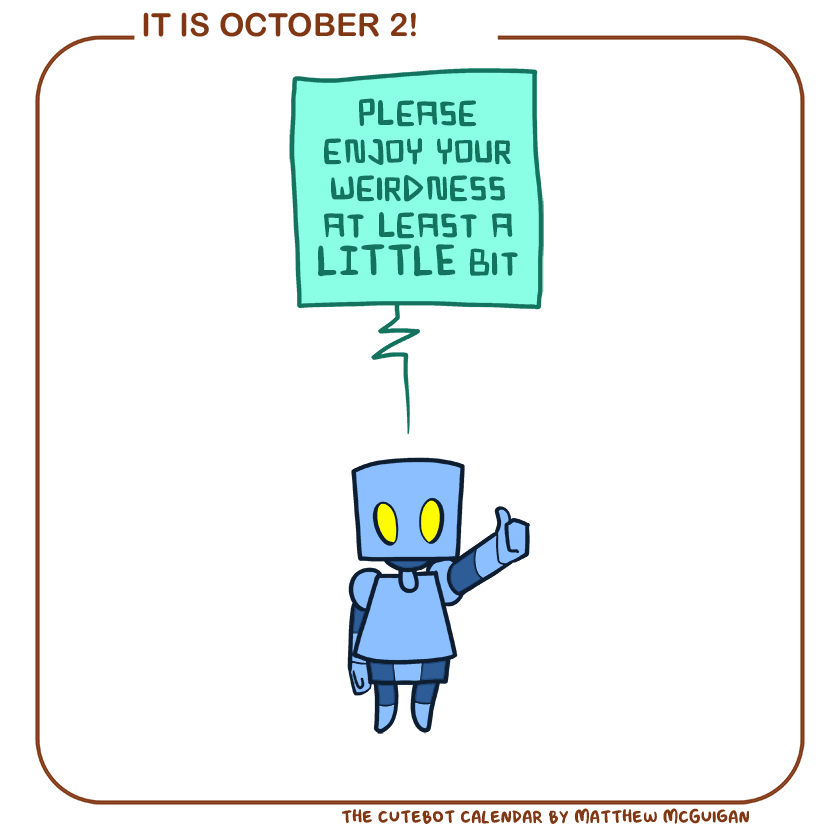 IT IS OCTOBER 2!
PLEASE
ENJOY YOUR
WEIRDNESS
AT LEAST A
LITTLE BIT
THE CUTEBOT CALENDAR BY MATTHEW MCGUIGAN